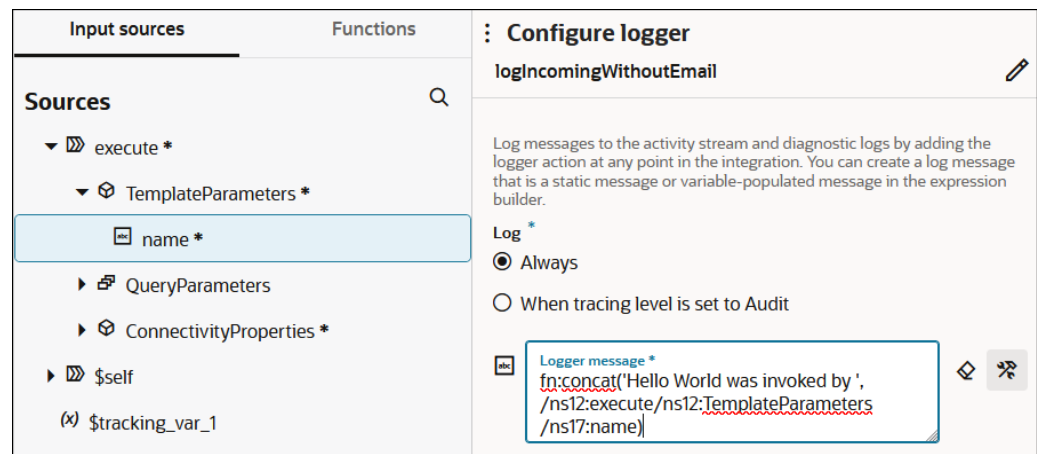 Input sources
Functions
Sources
execute *
TemplateParameters *
abc name *
QueryParameters
ConnectivityProperties *
$self
(x) $tracking_var_1
Configure logger
logIncomingWithoutEmail
Log messages to the activity stream and diagnostic logs by adding the
logger action at any point in the integration. You can create a log message
that is a static message or variable-populated message in the expression
builder.
Log *
Always
When tracing level is set to Audit
abc
Logger message *
fn:concat('Hello World was invoked by ',
/ns12:execute/ns12:TemplateParameters
/ns17:name)